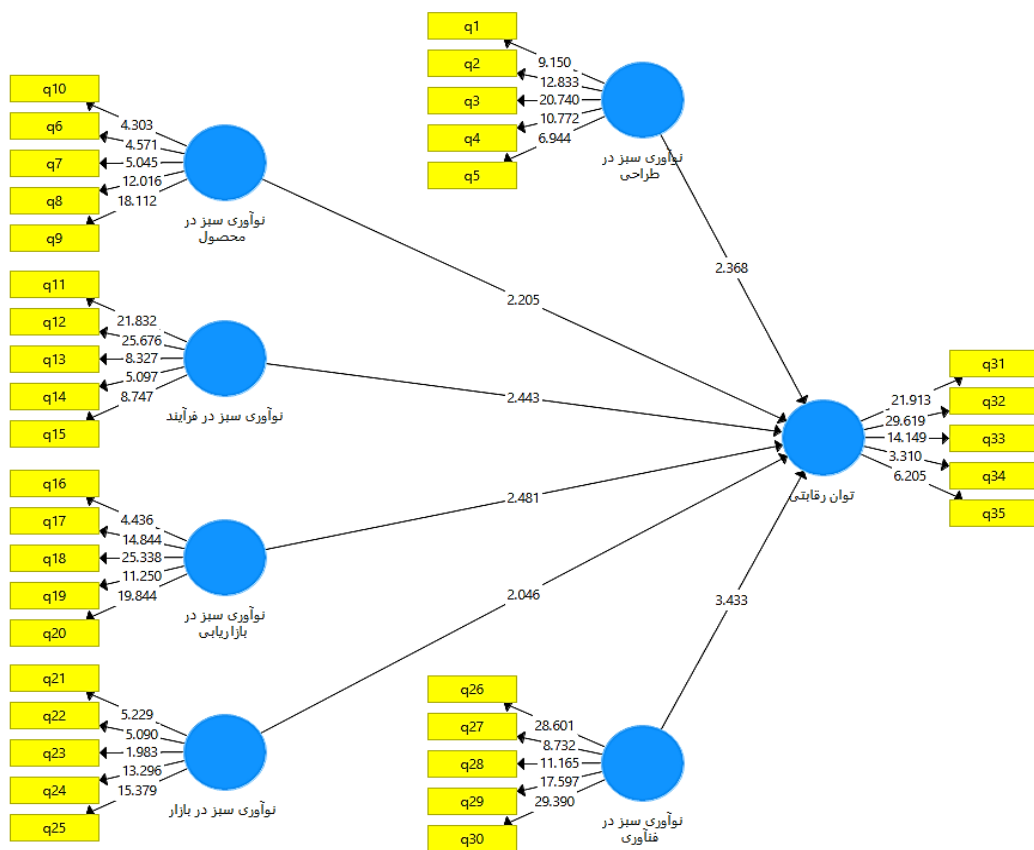 q1
q2
q3
q4
q5
9.150
12.833
20.740
10.772
6.944
نوآوری سبز در
طراحی
2.368
q10
q6
q7
q8
q9
4.303
4.571
5.045
12.016
18.112
نوآوری سبز در
محصول
2.205
q11
q12
q13
q14
q15
21.832
25.676
8.327
5.097
8.747
نوآوری سبز در فرآیند
2.443
q16
q17
q18
q19
q20
4.436
14.844
25.338
11.250
19.844
نوآوری سبز در
بازاریابی
2.481
q21
q22
q23
q24
q25
5.229
5.090
1.983
13.296
15.379
نوآوری سبز در بازار
2.046
q26
q27
q28
q29
q30
28.601
8.732
11.165
17.597
29.390
نوآوری سبز در
فنآوری
3.433
توان رقابتی
21.913
29.619
14.149
3.310
6.205
q31
q32
q33
q34
q35